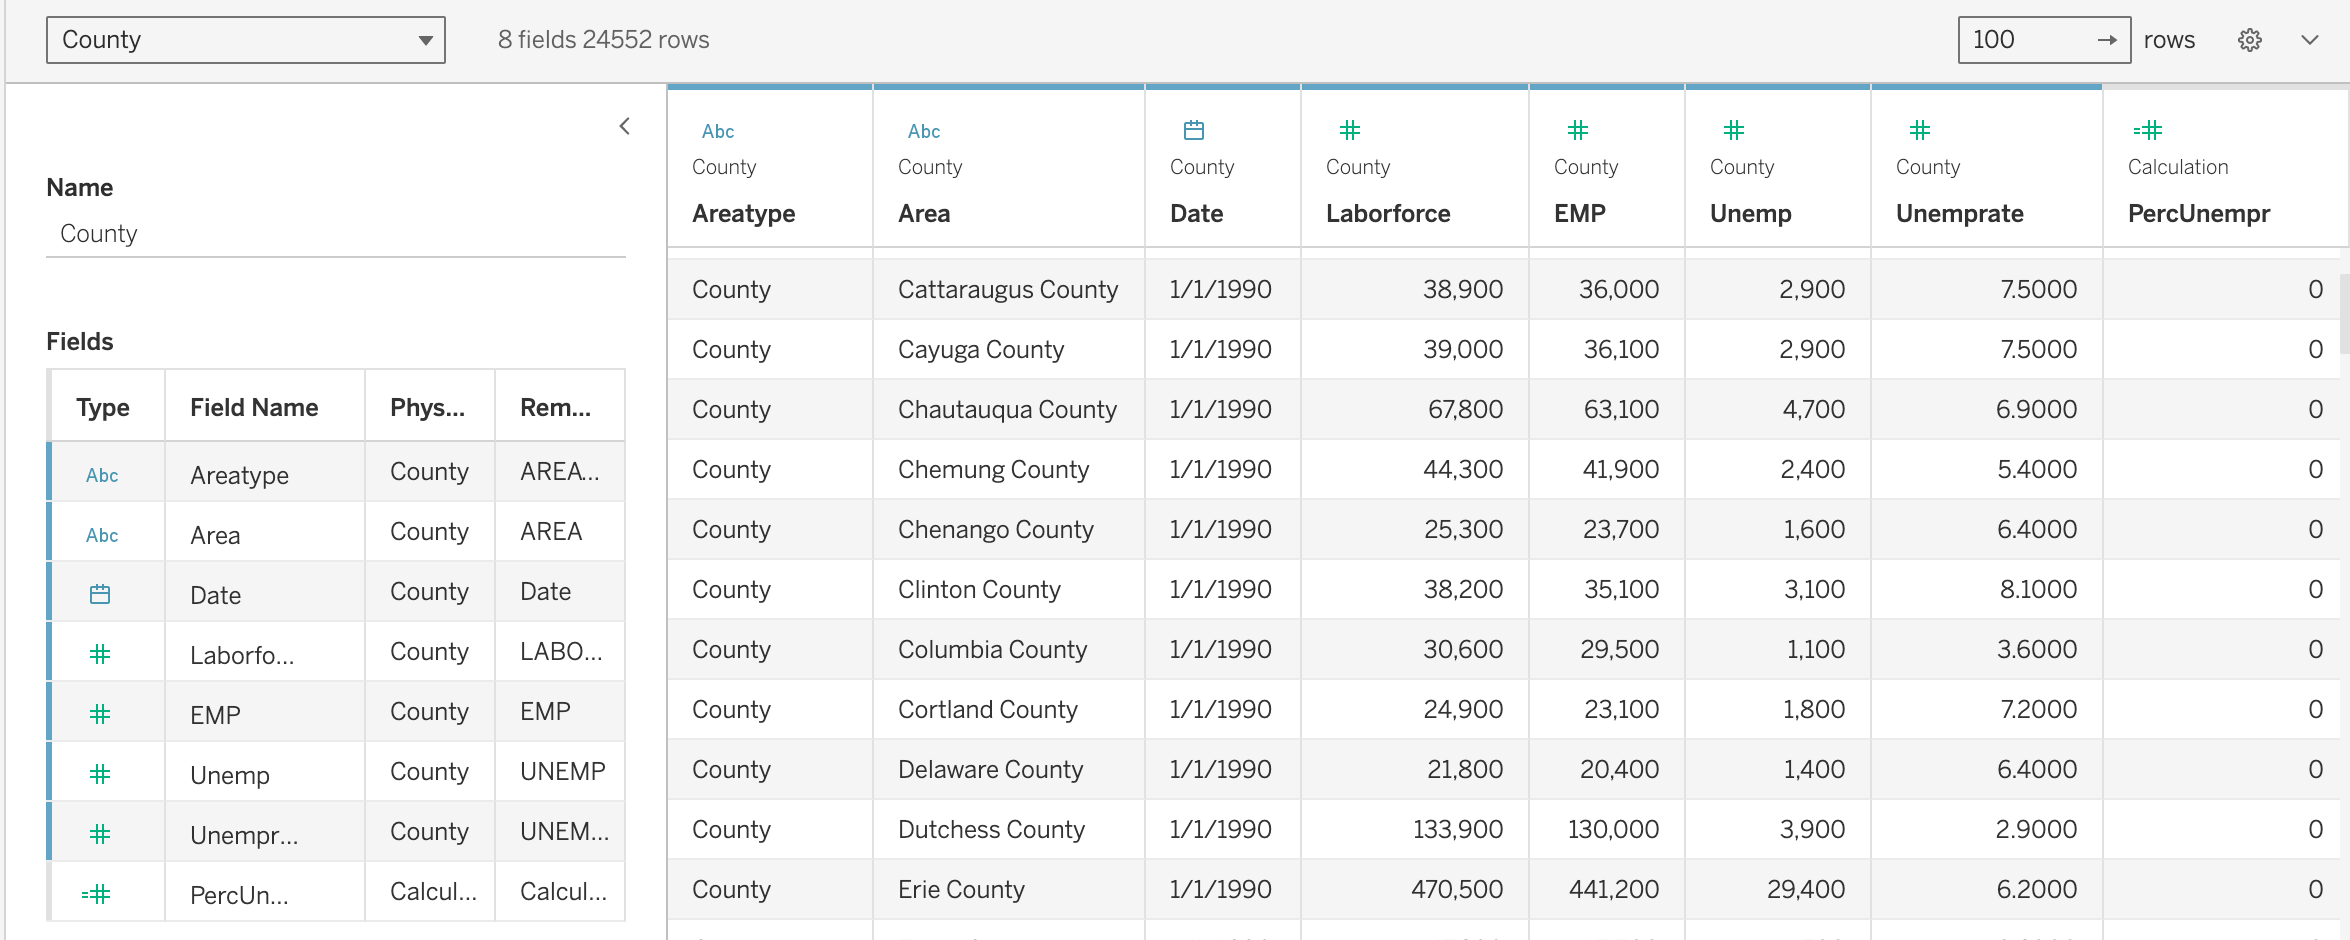 County 8 fields 24552 rows 100 → rows
Name
County
Fields
Type Field Name Phys... Rem...
Abc Areatype County AREA...
Abc Area County AREA
Date County Date
# Laborfo... County LABO...
# EMP County EMP
# Unemp County UNEMP
# Unempr... County UNEM...
=# PercUn... Calcul... Calcul...
Abc Abc # # # # =#
County County County County County County County Calculation
Areatype Area Date Laborforce EMP Unemp Unemprate PercUnempr
County Cattaraugus County 1/1/1990 38,900 36,000 2,900 7.5000 0
County Cayuga County 1/1/1990 39,000 36,100 2,900 7.5000 0
County Chautauqua County 1/1/1990 67,800 63,100 4,700 6.9000 0
County Chemung County 1/1/1990 44,300 41,900 2,400 5.4000 0
County Chenango County 1/1/1990 25,300 23,700 1,600 6.4000 0
County Clinton County 1/1/1990 38,200 35,100 3,100 8.1000 0
County Columbia County 1/1/1990 30,600 29,500 1,100 3.6000 0
County Cortland County 1/1/1990 24,900 23,100 1,800 7.2000 0
County Delaware County 1/1/1990 21,800 20,400 1,400 6.4000 0
County Dutchess County 1/1/1990 133,900 130,000 3,900 2.9000 0
County Erie County 1/1/1990 470,500 441,200 29,400 6.2000 0